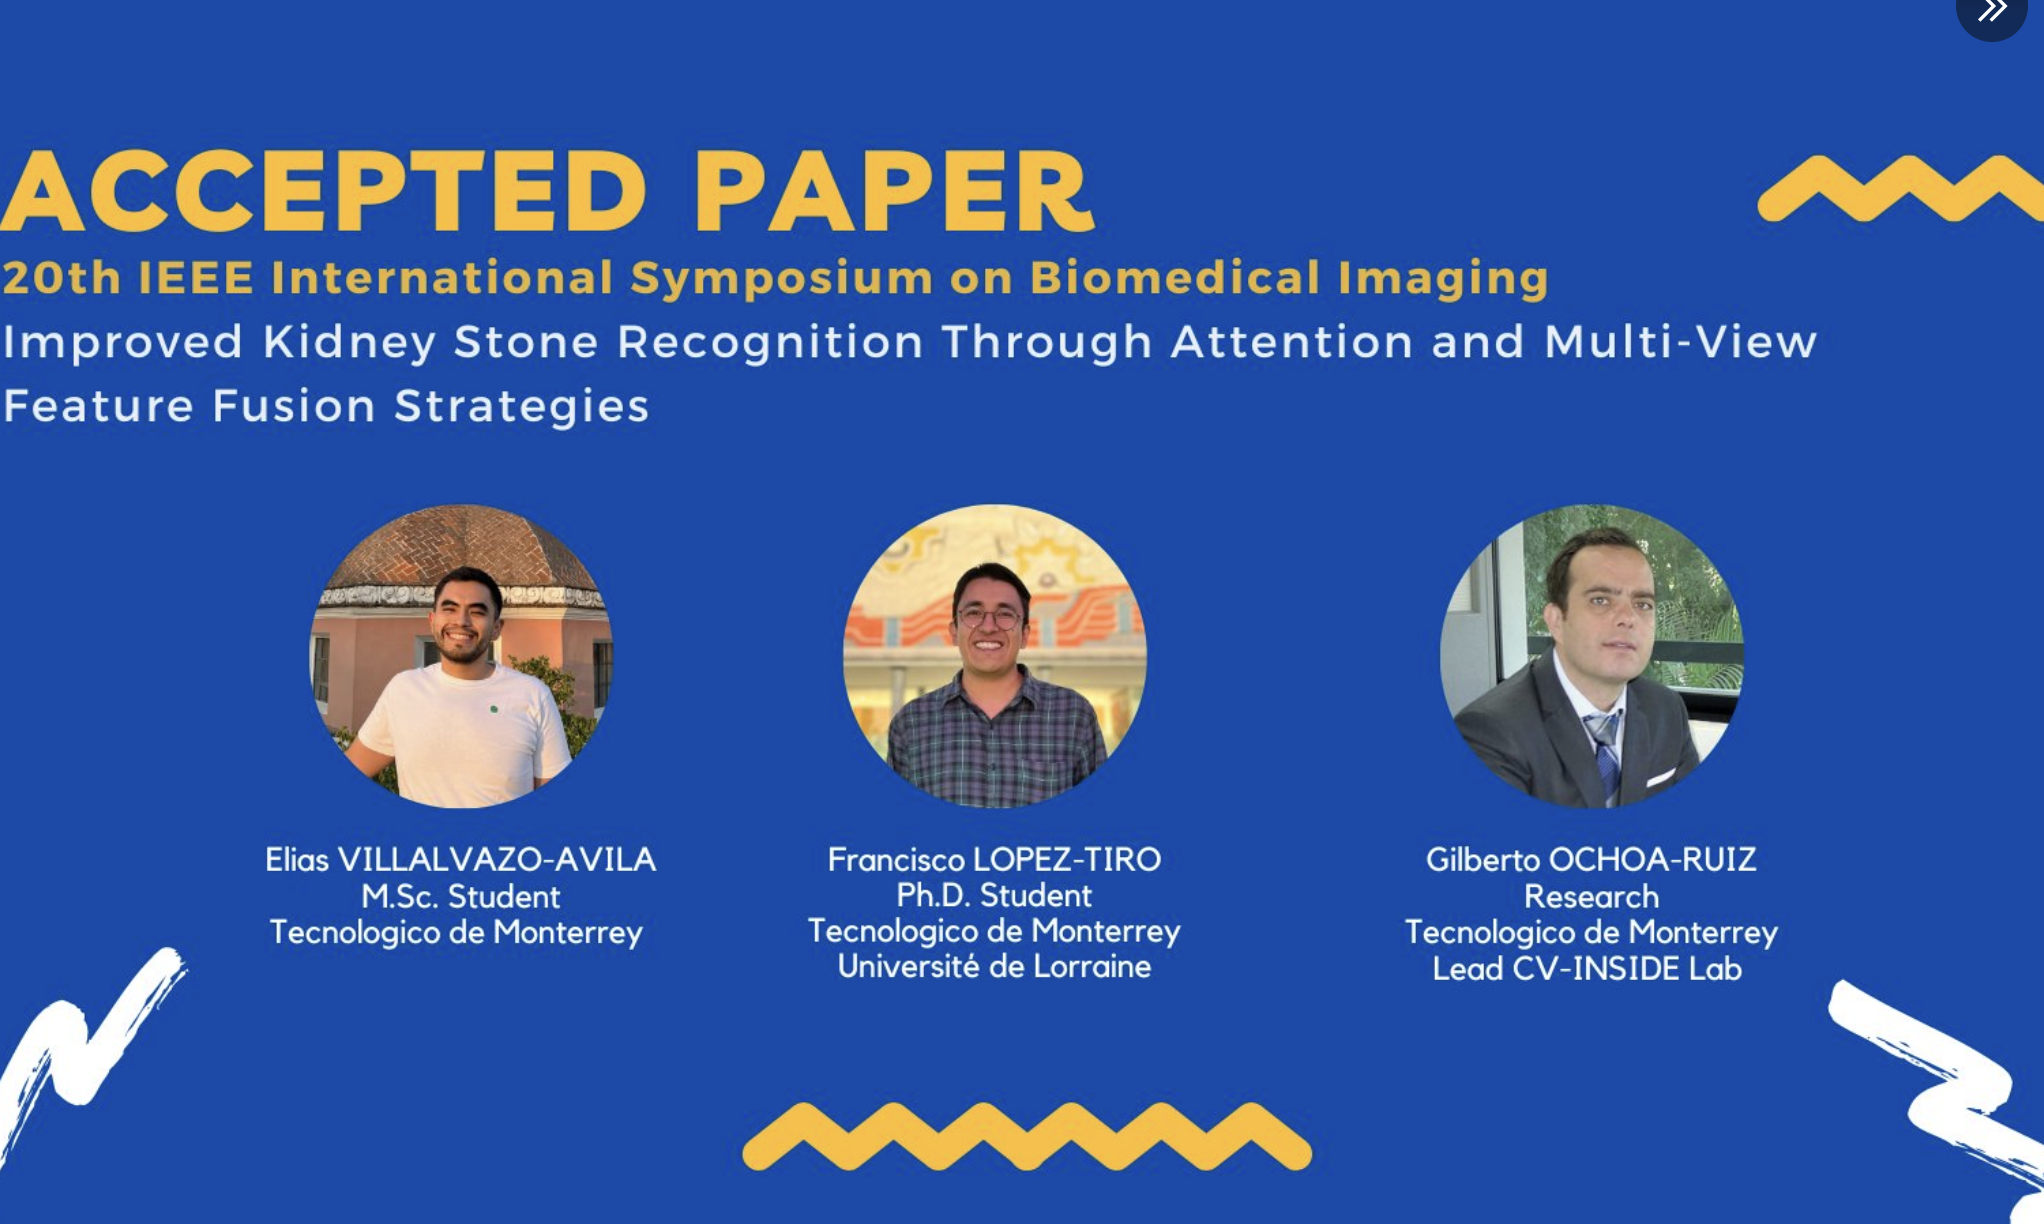 ACCEPTED PAPER
20th IEEE International Symposium on Biomedical Imaging
Improved Kidney Stone Recognition Through Attention and Multi-View
Feature Fusion Strategies
Elias VILLALVAZO-AVILA
M.Sc. Student
Tecnologico de Monterrey
Francisco LOPEZ-TIRO
Ph.D. Student
Tecnologico de Monterrey
Université de Lorraine
Gilberto OCHOA-RUIZ
Research
Tecnologico de Monterrey
Lead CV-INSIDE Lab